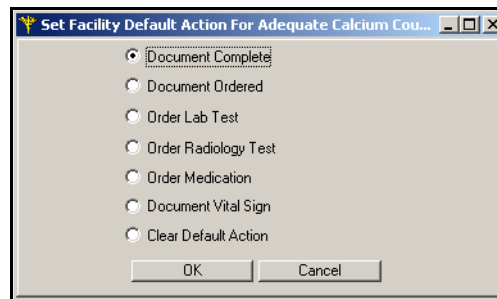 Set Facility Default Action For Adequate Calcium Cou...
Document Complete
Document Ordered
Order Lab Test
Order Radiology Test
Order Medication
Document Vital Sign
Clear Default Action
OK Cancel